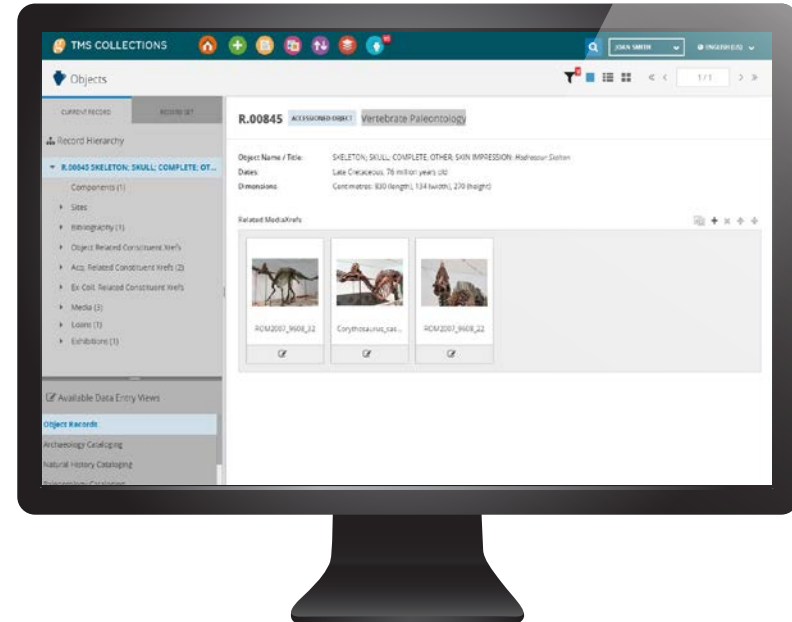 TMS COLLECTIONS
JOAN SMITH
ENGLISH (US)
Objects
1/1
CURRENT RECORD
RECORD SET
Record Hierarchy
R.00845 SKELETON; SKULL; COMPLETE; OT...
Components (1)
Sites
Bibliography (1)
Object Related Constituent Xrefs
Acq. Related Constituent Xrefs (2)
Ex Coll. Related Constituent Xrefs
Media (3)
Loans (1)
Exhibitions (1)
Available Data Entry Views
Object Records
Archaeology Cataloging
Natural History Cataloging
Paleontology Cataloging
R.00845 ACCESSIONED OBJECT Vertebrate Paleontology
Object Name / Title: SKELETON; SKULL; COMPLETE; OTHER; SKIN IMPRESSION; Hadrosaur
Dates: Late Cretaceous, 76 million years old
Dimensions: Centimetres: 830 (length), 134 (width), 270 (height)
Related MediaXrefs
ROM2007_9608_32
Corythosaurus_cas...
ROM2007_9608_22